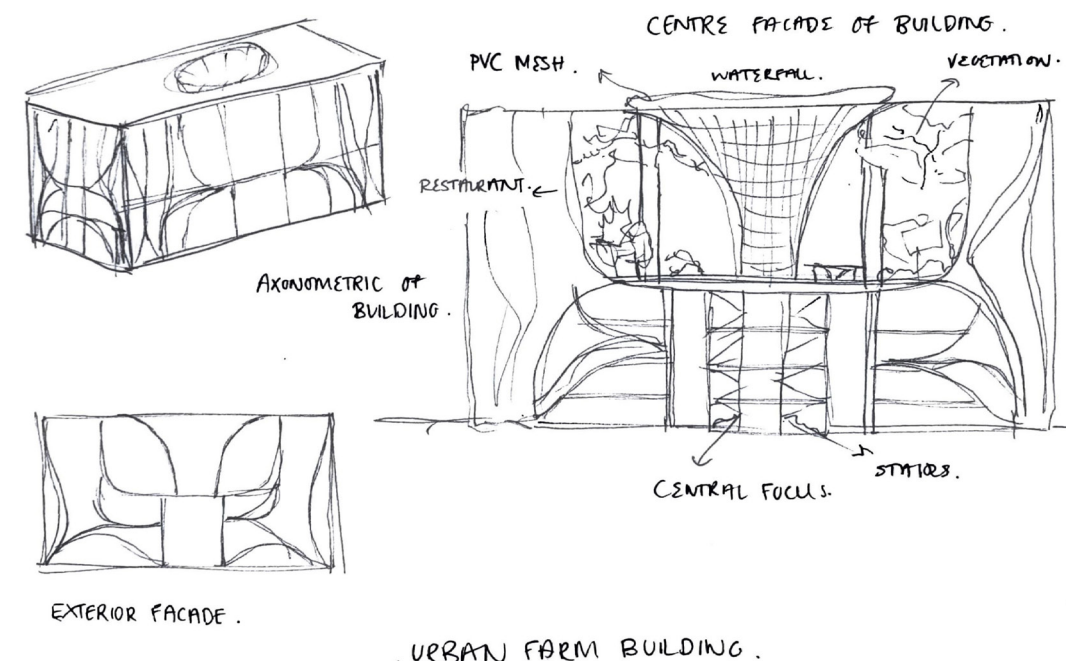 CENTRE FACADE OF BUILDING.
PVC MESH.
WATERFALL.
VEGETATION.
RESTAURANT.
AXONOMETRIC OF
BUILDING.
STAIRS.
CENTRAL FOCUS.
EXTERIOR FACADE.
URBAN FARM BUILDING.